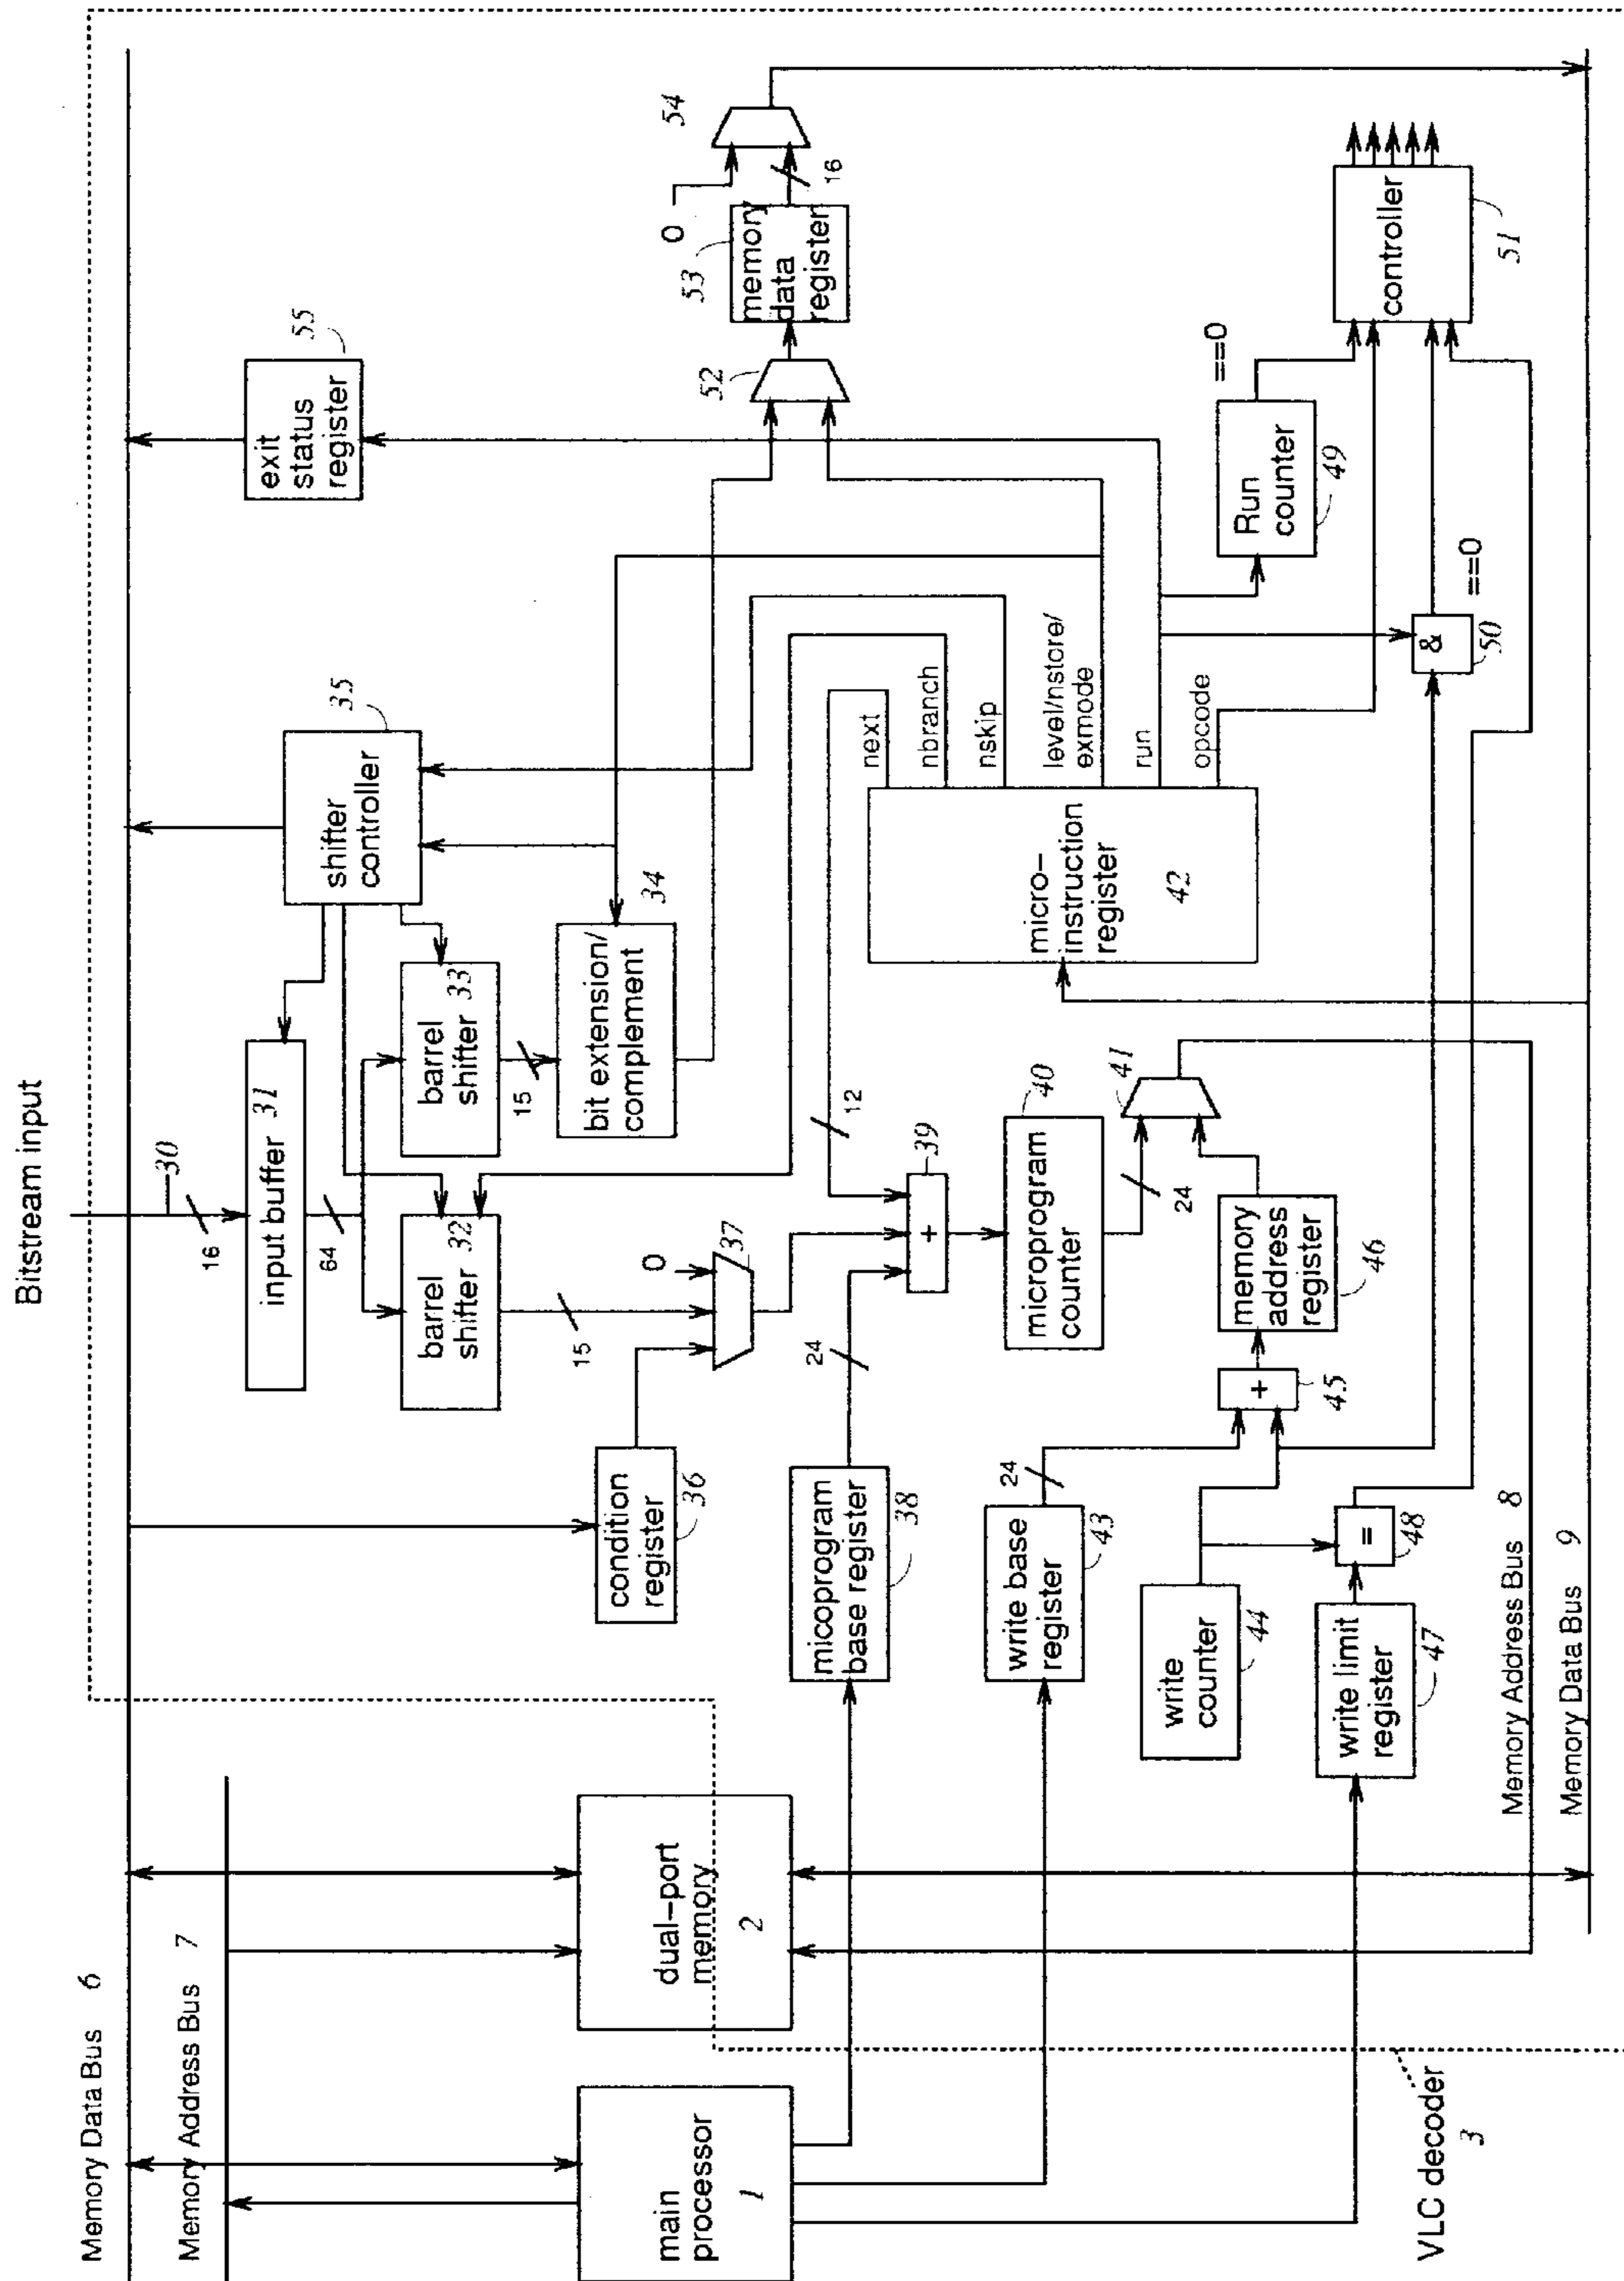 Bitstream input
Memory Data Bus 6
Memory Address Bus 7
main
processor
1
dual-port
memory
2
VLC decoder
3
30
16
input buffer 31
64
barrel
shifter 32
barrel
shifter 33
15
15
bit extension/
complement
34
shifter
controller
35
exit
status
register
55
condition
register
36
0
37
micoprogram
base register
38
24
+
39
12
microprogram
counter
40
24
41
micro-
instruction
register
42
next
nbranch
nskip
level/nstore/
exmode
run
opcode
write base
register
43
24
write
counter
44
+
45
memory
address
register
46
write limit
register
47
=
48
Run
counter
49
==0
&
50
==0
controller
51
52
memory
data
register
53
0
16
54
Memory Address Bus 8
Memory Data Bus 9